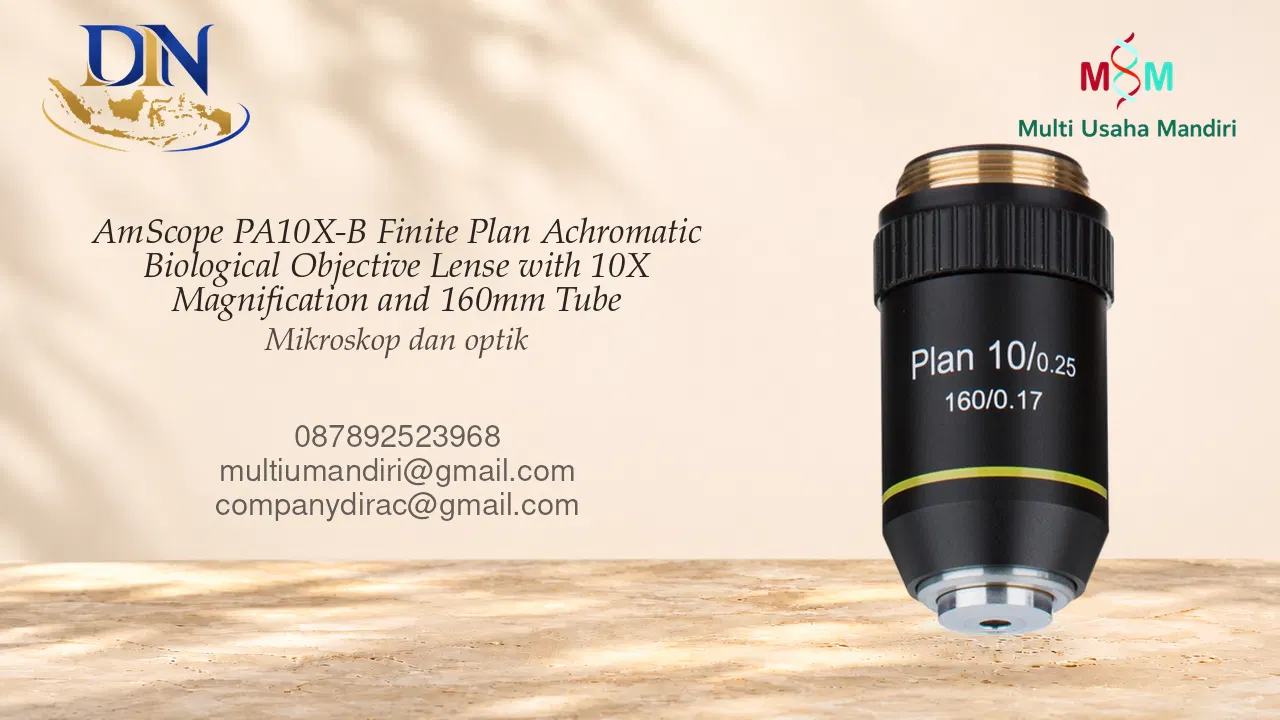 DN
M M
Multi Usaha Mandiri
AmScope PA10X-B Finite Plan Achromatic
Biological Objective Lense with 10X
Magnification and 160mm Tube
Mikroskop dan optik
087892523968
multiumandiri@gmail.com
companydirac@gmail.com
Plan 10/0.25
160/0.17